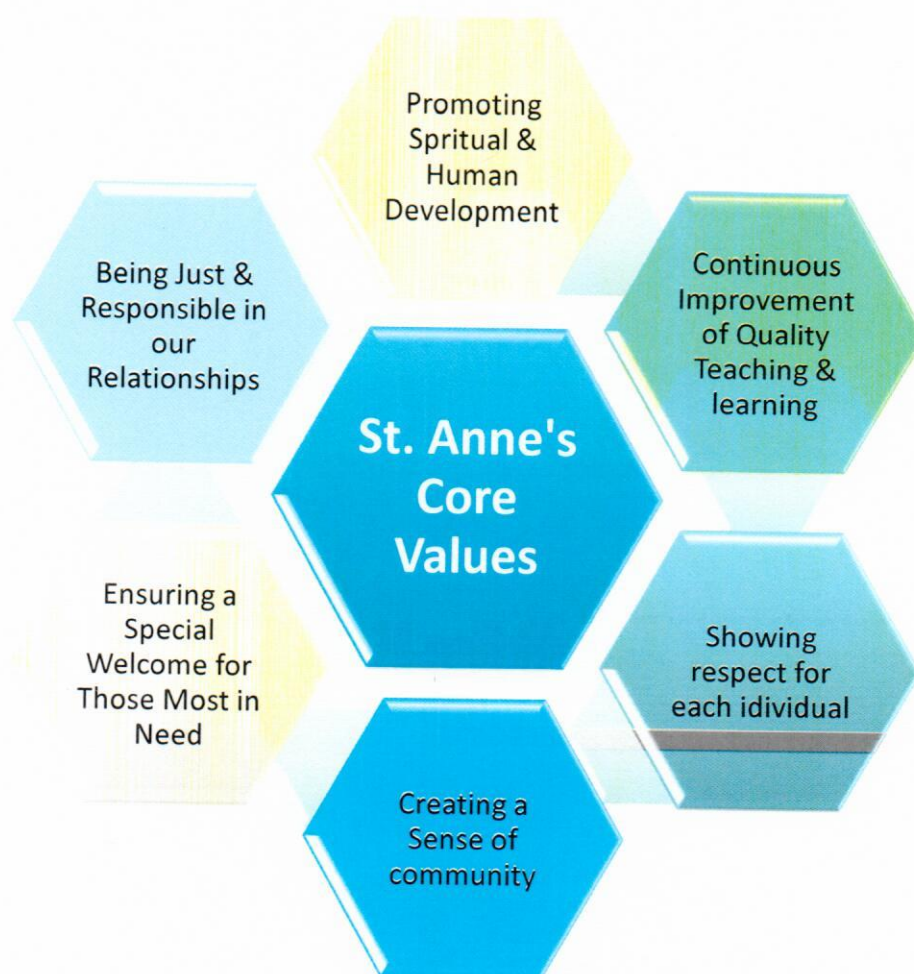 Promoting
Spritual &
Human
Development
Being Just &
Responsible in
our
Relationships
Continuous
Improvement
of Quality
Teaching &
learning
St. Anne's
Core
Values
Ensuring a
Special
Welcome for
Those Most in
Need
Showing
respect for
each idividual
Creating a
Sense of
community